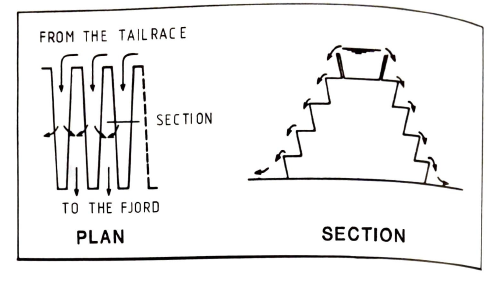 FROM THE TAILRACE
SECTION
TO THE FJORD
PLAN
SECTION